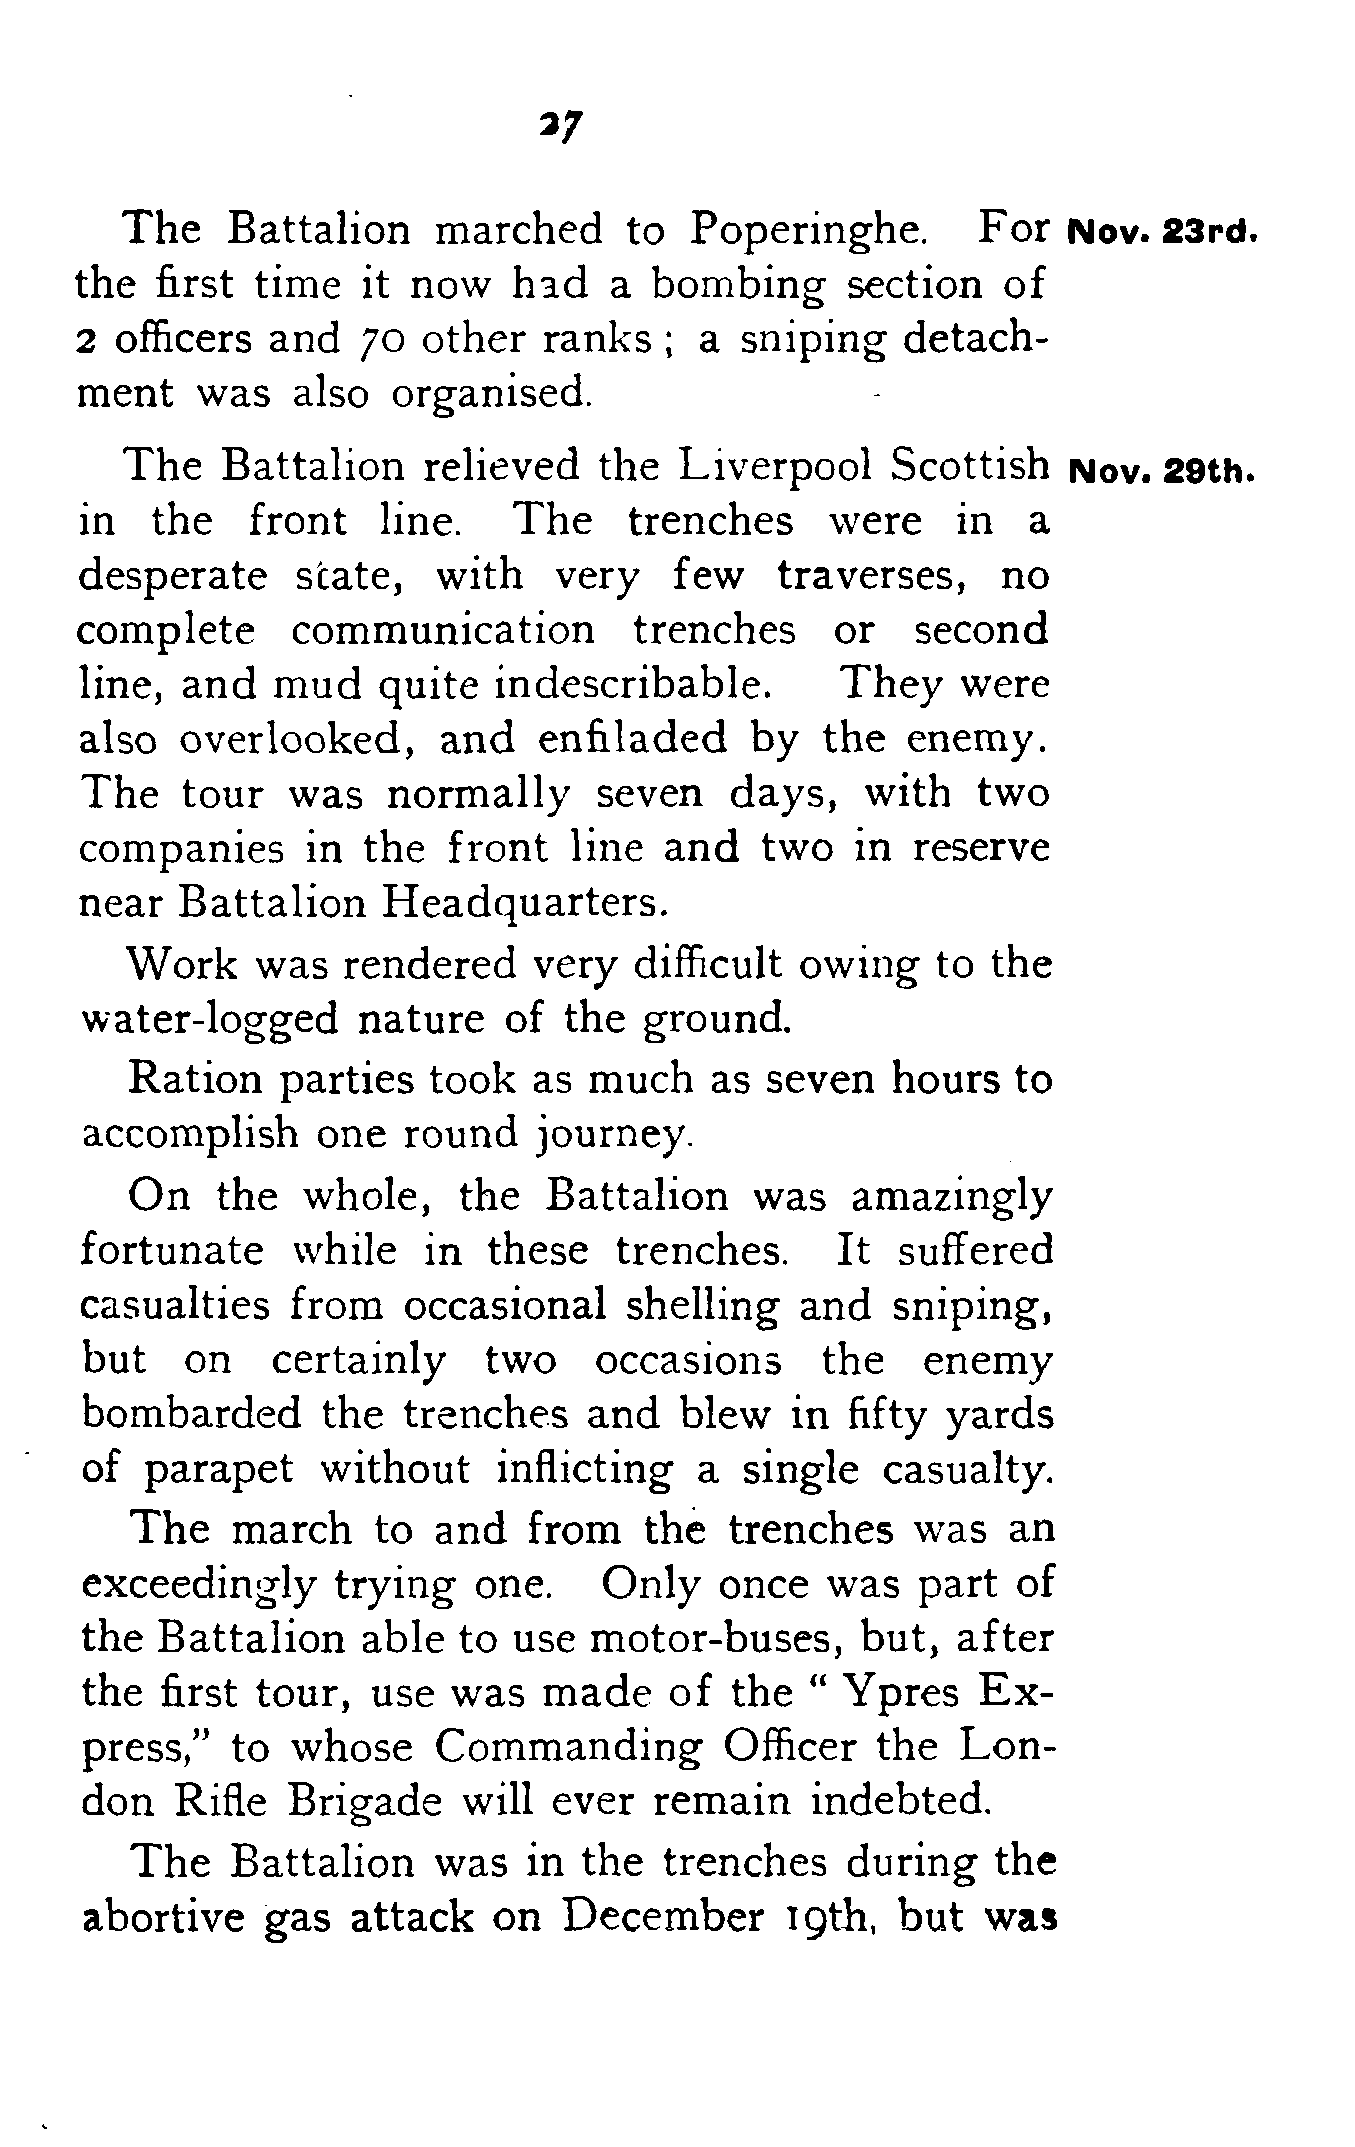 27
The Battalion marched to Poperinghe. For Nov. 23rd.
the first time it now had a bombing section of
2 officers and 70 other ranks ; a sniping detach-
ment was also organised.
The Battalion relieved the Liverpool Scottish Nov. 29th.
in the front line. The trenches were in a
desperate state, with very few traverses, no
complete communication trenches or second
line, and mud quite indescribable. They were
also overlooked, and enfiladed by the enemy.
The tour was normally seven days, with two
companies in the front line and two in reserve
near Battalion Headquarters.
Work was rendered very difficult owing to the
water-logged nature of the ground.
Ration parties took as much as seven hours to
accomplish one round journey.
On the whole, the Battalion was amazingly
fortunate while in these trenches. It suffered
casualties from occasional shelling and sniping,
but on certainly two occasions the enemy
bombarded the trenches and blew in fifty yards
of parapet without inflicting a single casualty.
The march to and from the trenches was an
exceedingly trying one. Only once was part of
the Battalion able to use motor-buses, but, after
the first tour, use was made of the " Ypres Ex-
press," to whose Commanding Officer the Lon-
don Rifle Brigade will ever remain indebted.
The Battalion was in the trenches during the
abortive gas attack on December 19th, but was